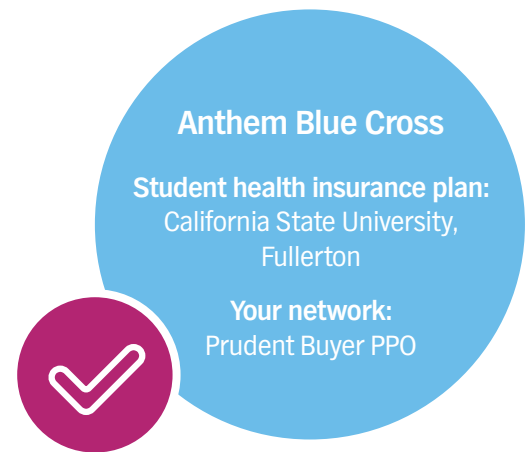 Anthem Blue Cross
Student health insurance plan:
California State University,
Fullerton
Your network:
Prudent Buyer PPO